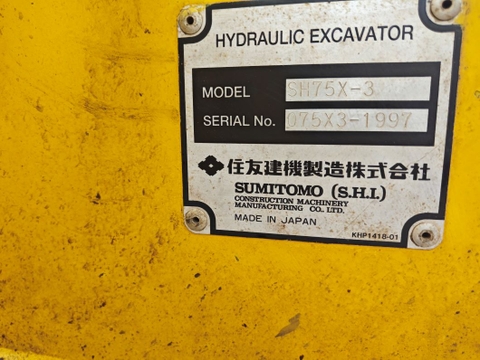 HYDRAULIC EXCAVATOR
MODEL SH75X-3
SERIAL No. 075X3-1997
住友建機製造株式会社
SUMITOMO (S.H.I.)
CONSTRUCTION MACHINERY
MANUFACTURING CO., LTD.
MADE IN JAPAN
KHP1418-01